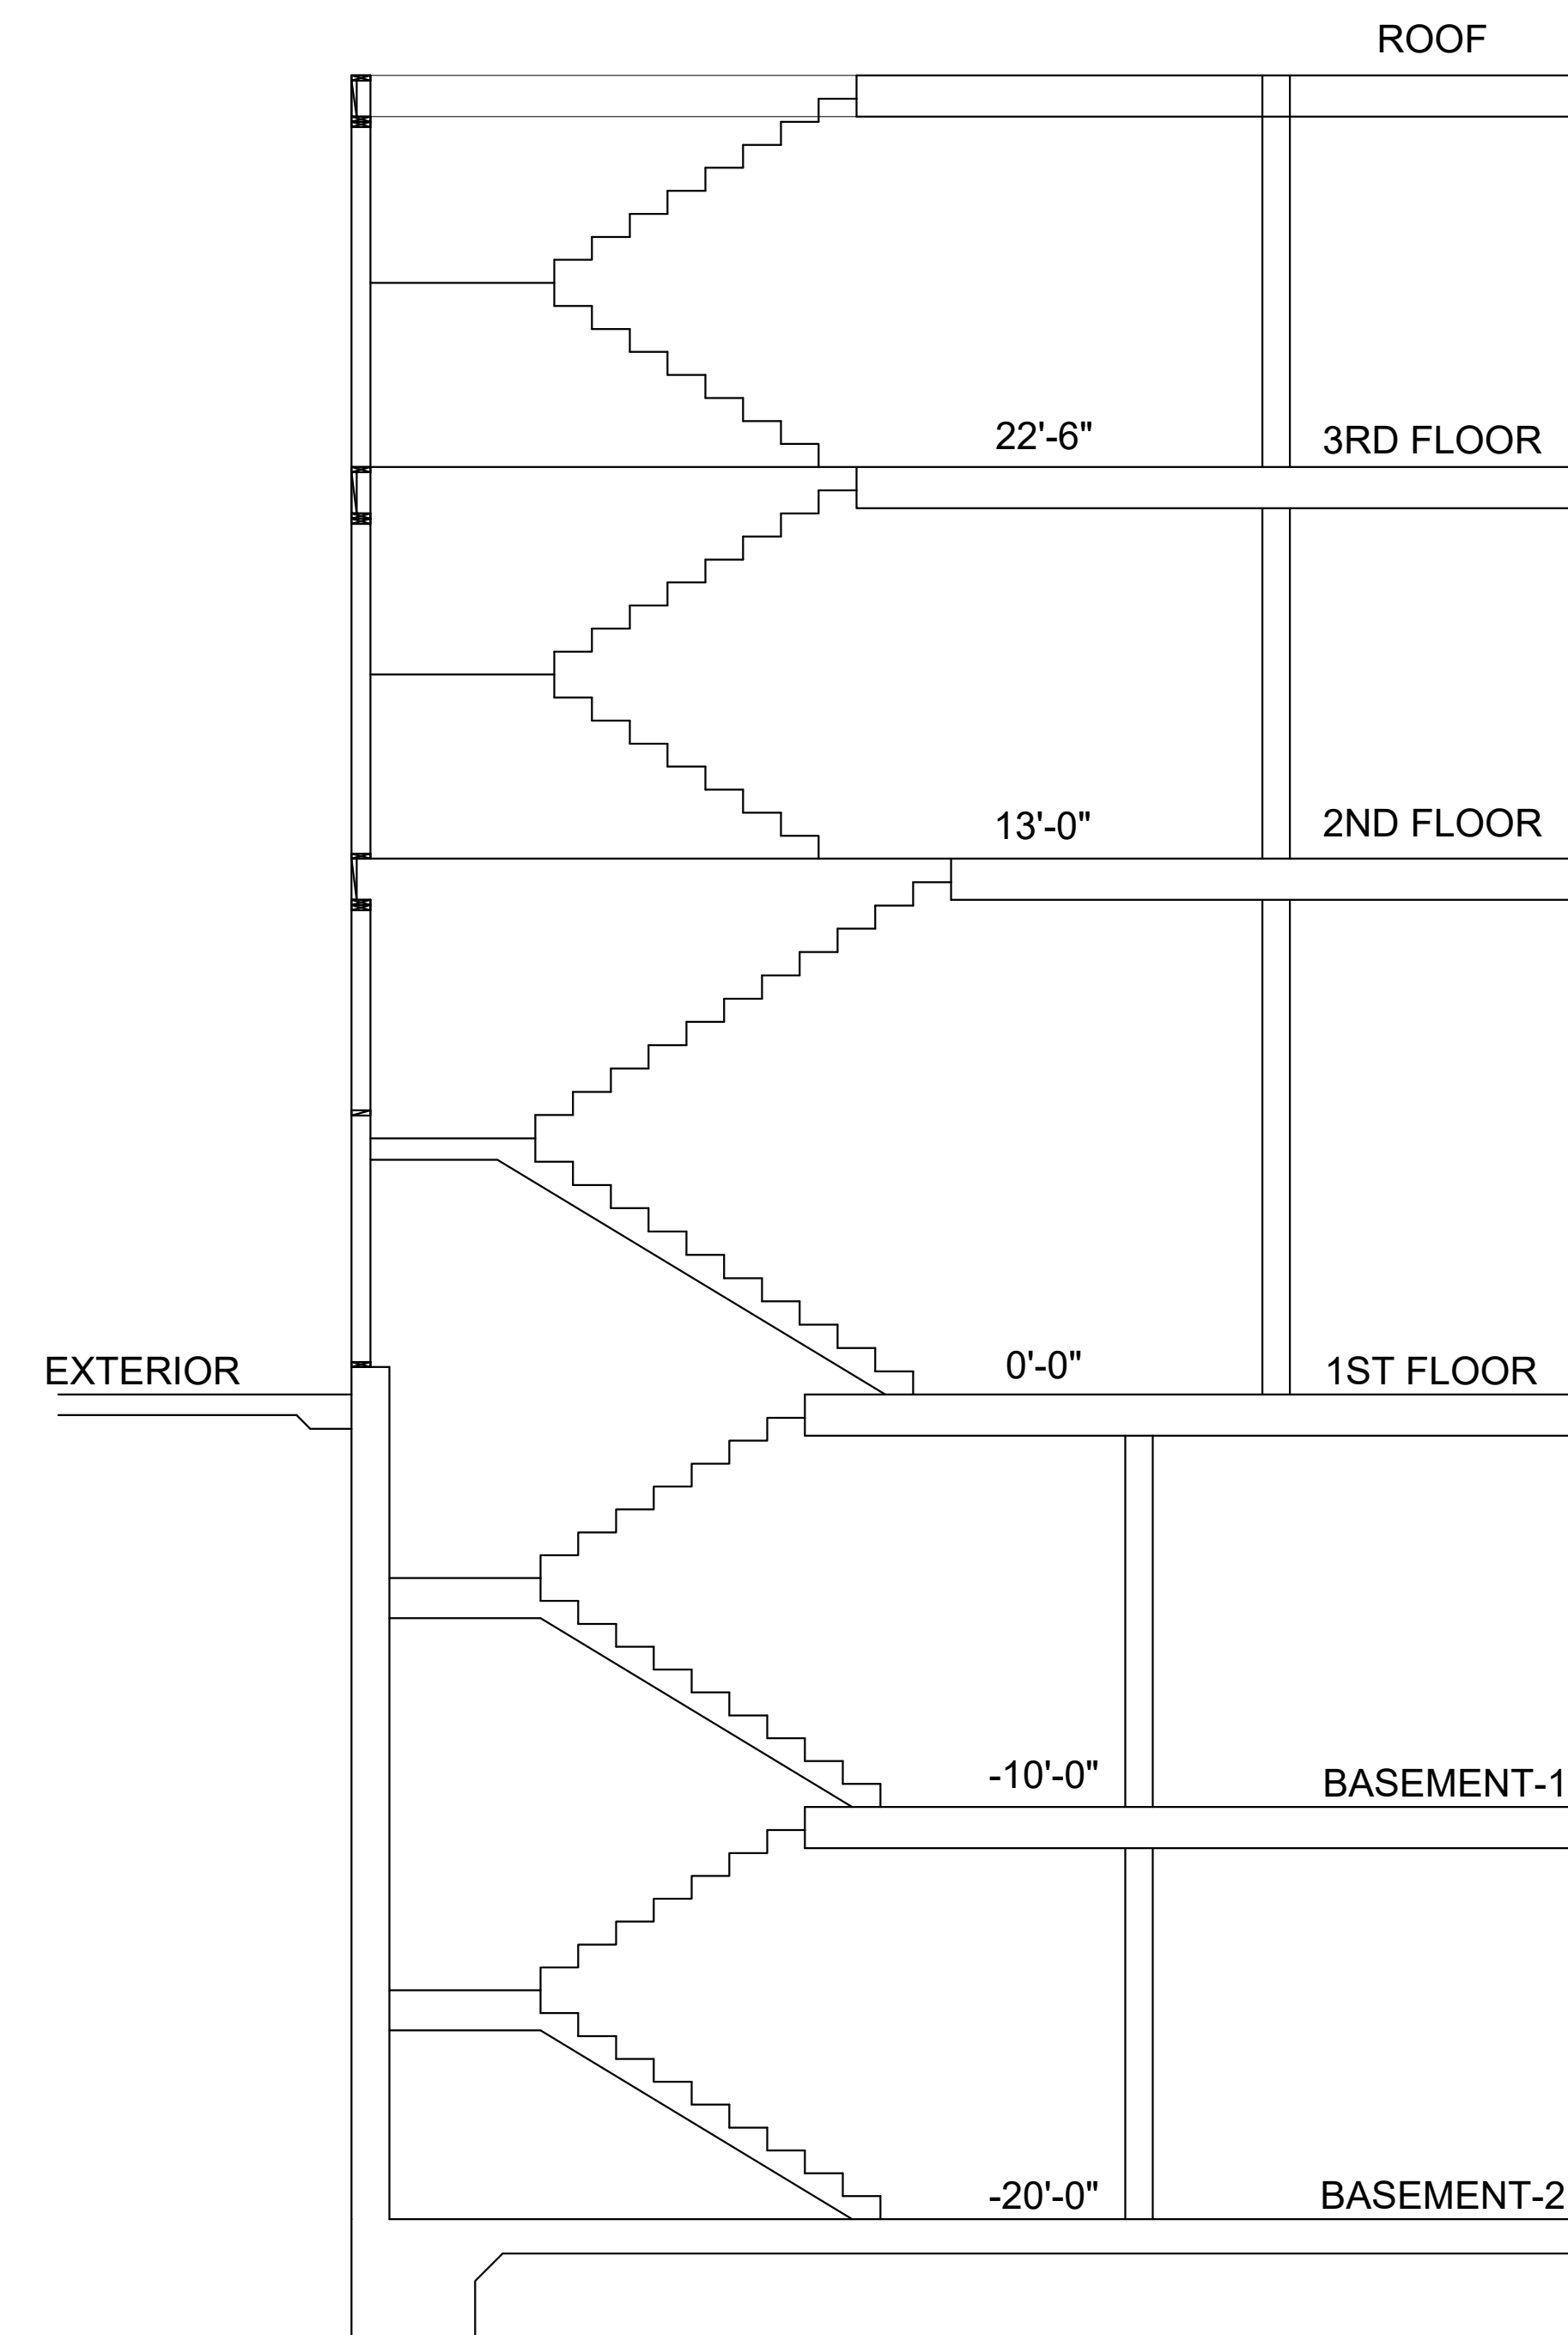 ROOF
22'-6" 3RD FLOOR
13'-0" 2ND FLOOR
EXTERIOR 0'-0" 1ST FLOOR
-10'-0" BASEMENT-1
-20'-0" BASEMENT-2